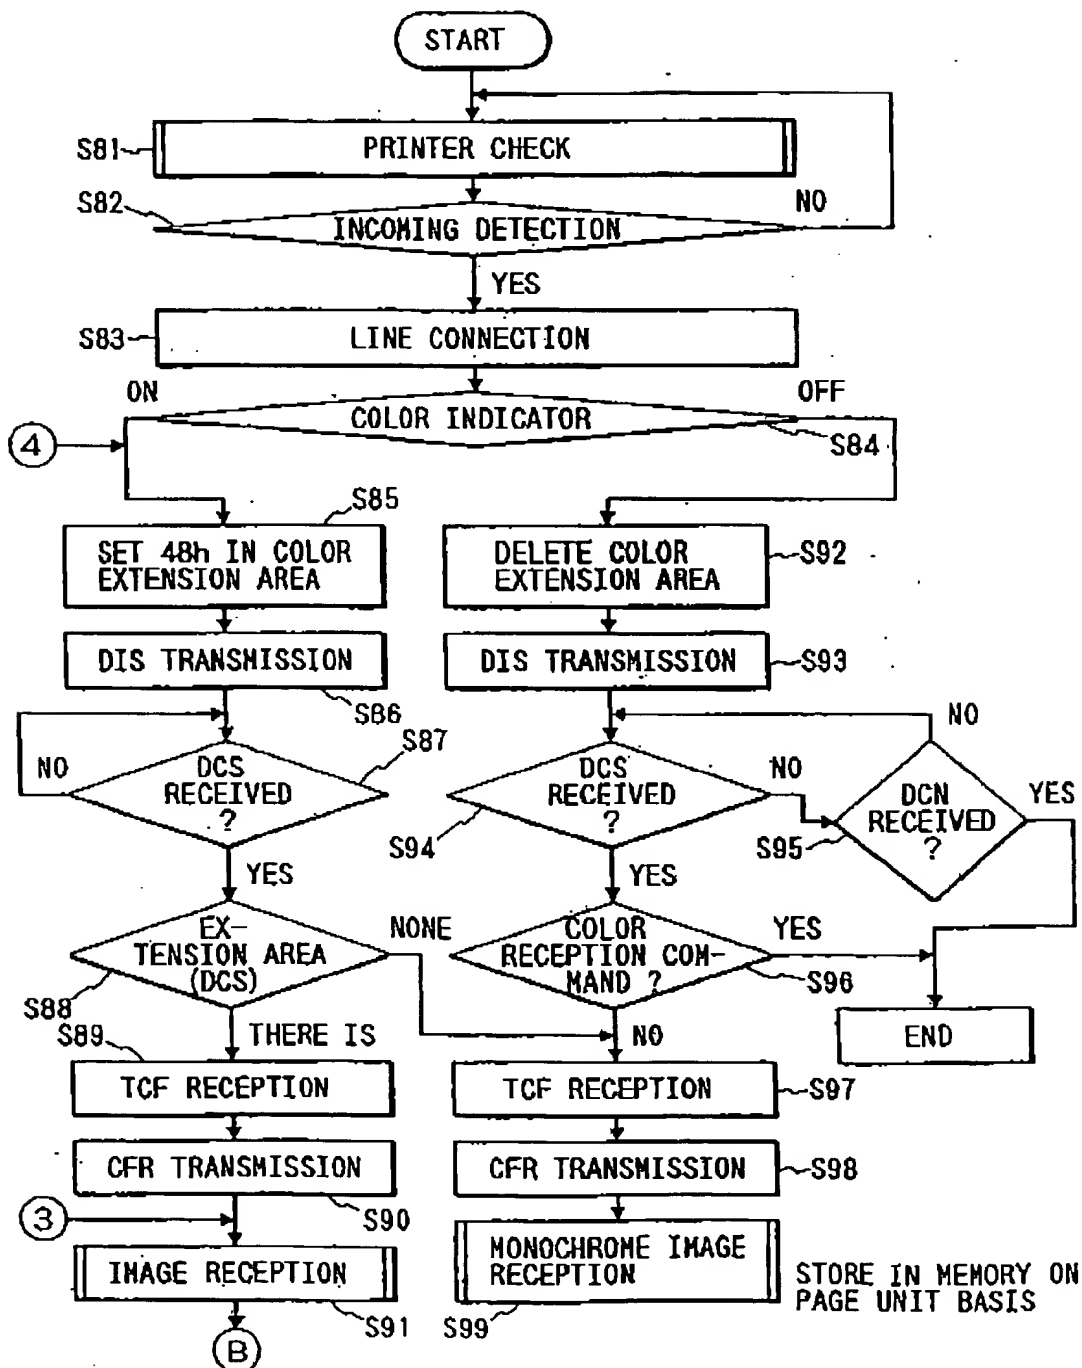 START
S81
PRINTER CHECK
S82
NO
INCOMING DETECTION
YES
S83
LINE CONNECTION
ON
OFF
COLOR INDICATOR
4
S84
S85
SET 48h IN COLOR
EXTENSION AREA
DELETE COLOR
EXTENSION AREA
S92
DIS TRANSMISSION
S86
DIS TRANSMISSION
S93
NO
DCS
RECEIVED
?
S87
DCS
RECEIVED
?
S94
NO
NO
DCN
RECEIVED
?
S95
YES
YES
YES
EX-
TENSION AREA
(DCS)
S88
NONE
COLOR
RECEPTION COM-
MAND ?
S96
YES
S89
THERE IS
NO
END
TCF RECEPTION
TCF RECEPTION
S97
CFR TRANSMISSION
S90
CFR TRANSMISSION
S98
3
IMAGE RECEPTION
S91
MONOCHROME IMAGE
RECEPTION
S99
STORE IN MEMORY ON
PAGE UNIT BASIS
B